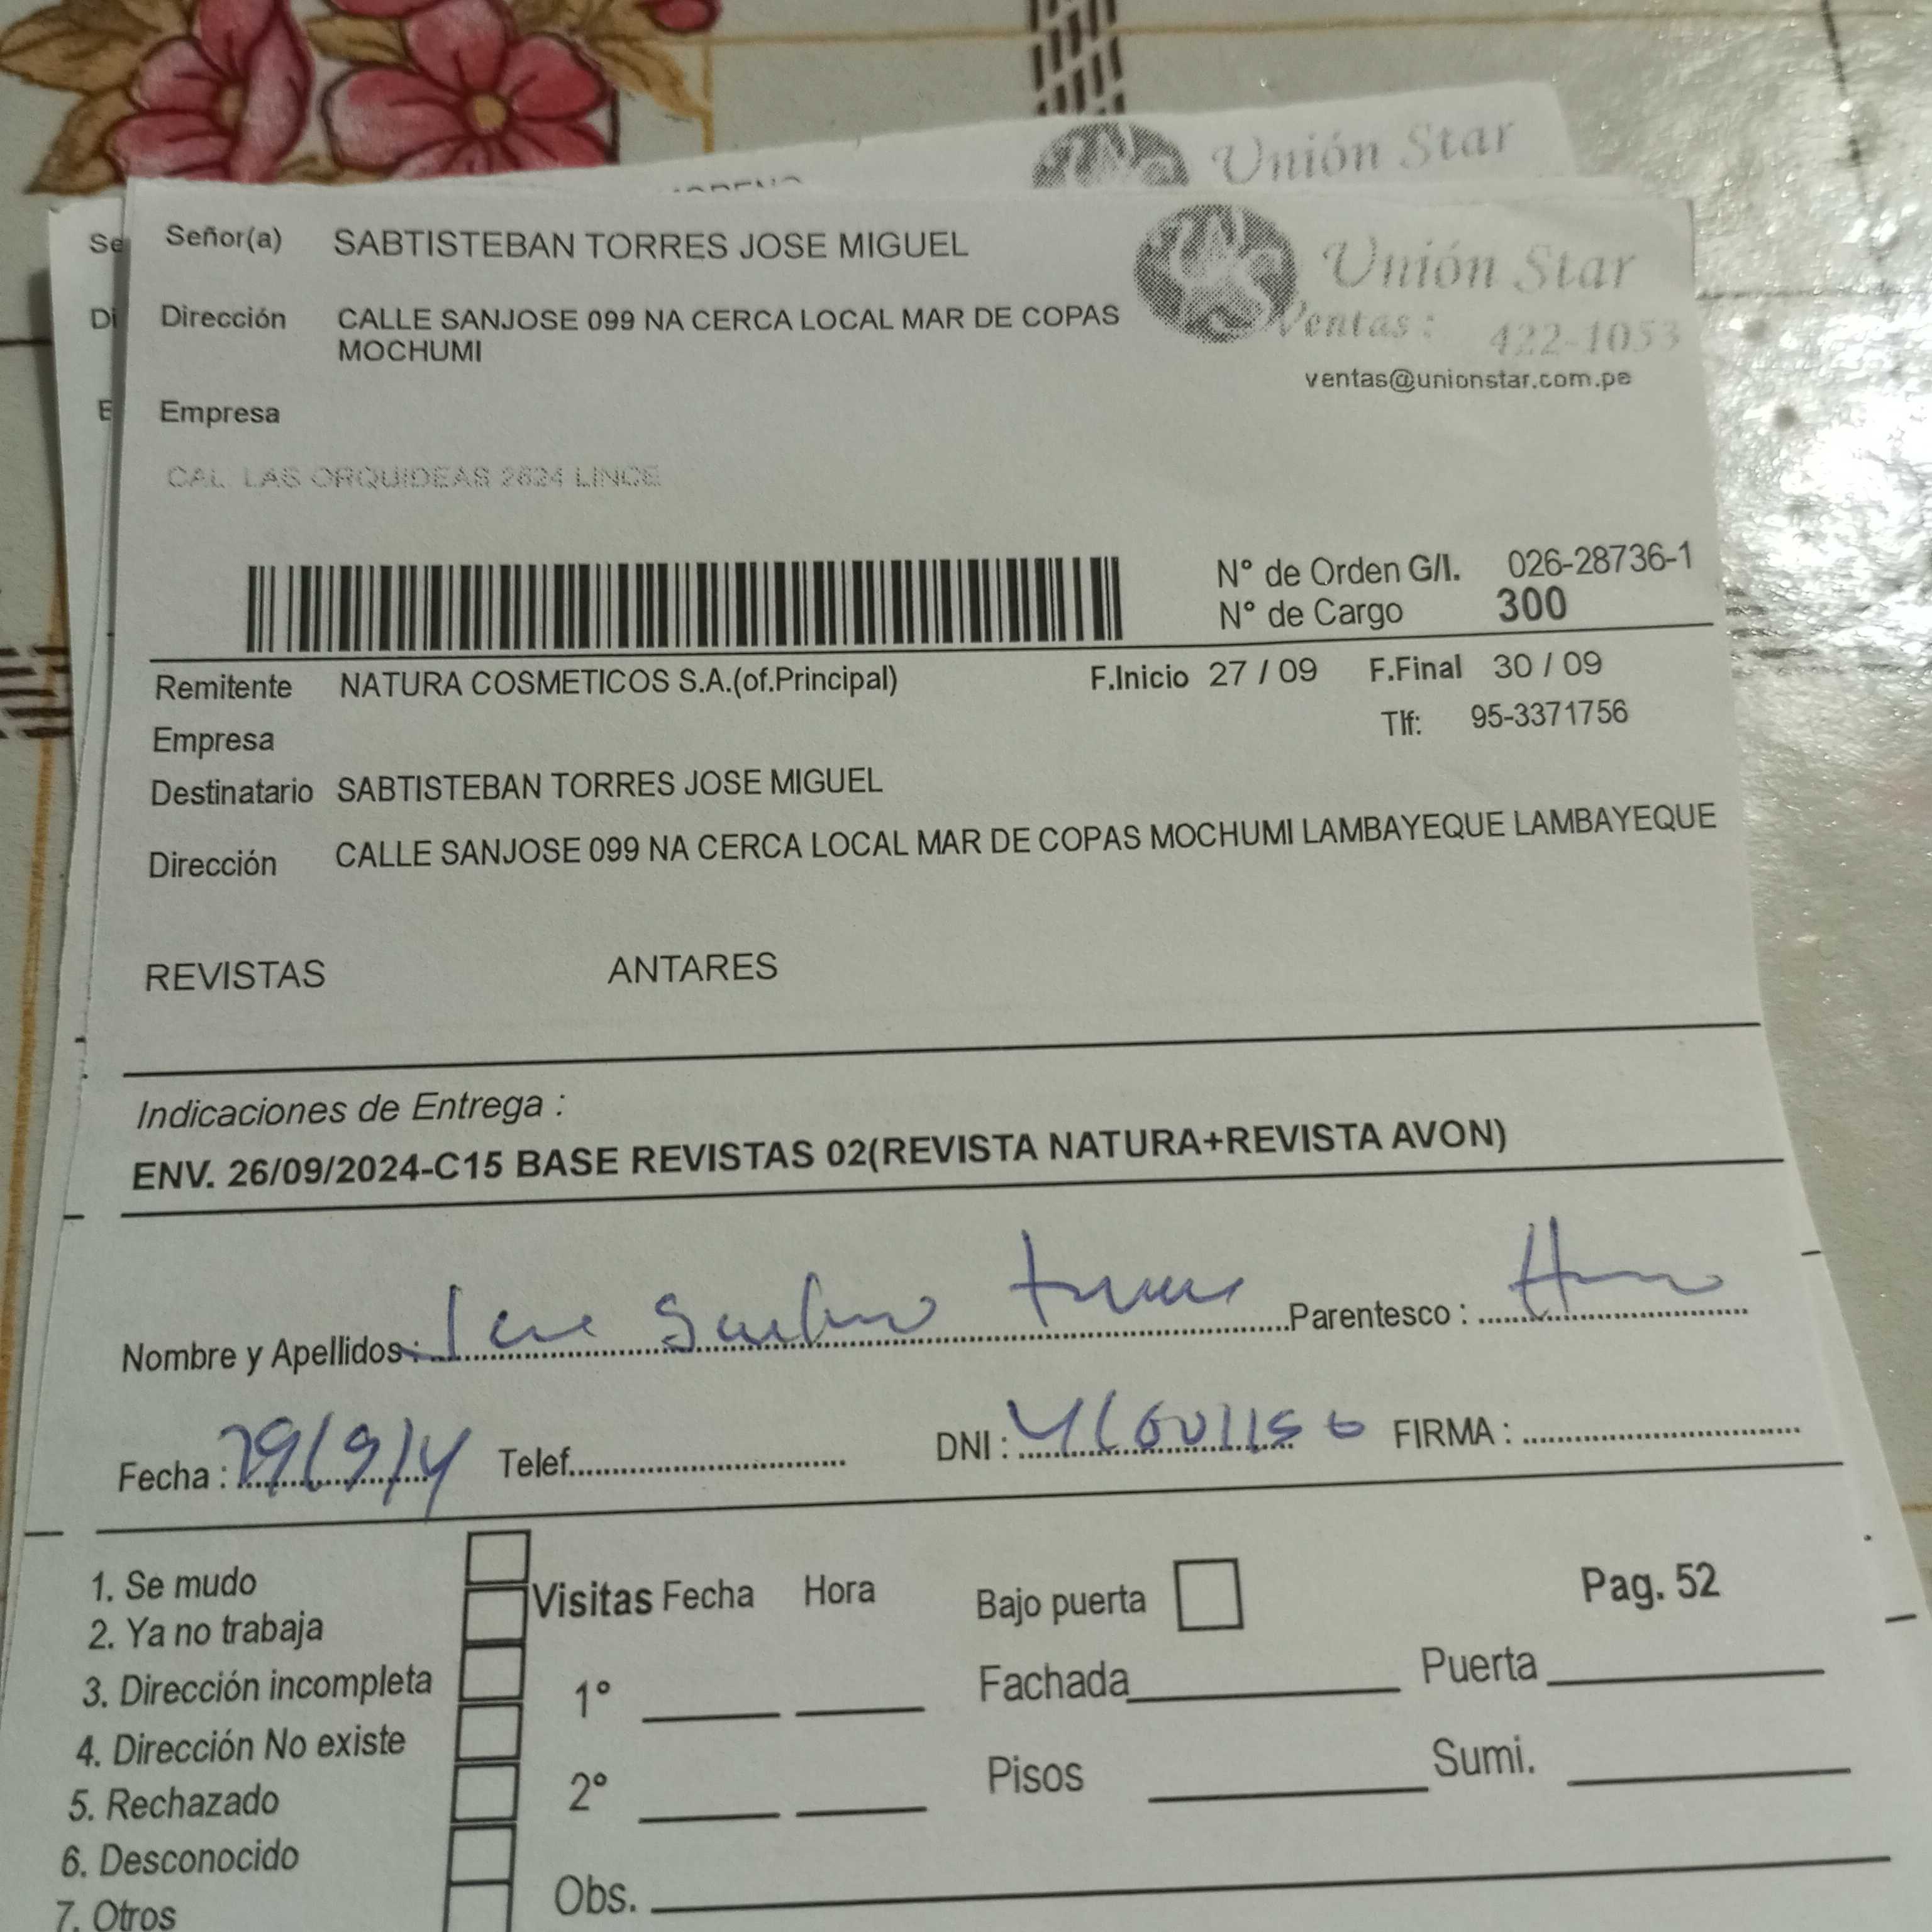 Unión Star
Se
Señor(a) SABTISTEBAN TORRES JOSE MIGUEL
Unión Star
Di
Dirección CALLE SANJOSE 099 NA CERCA LOCAL MAR DE COPAS
MOCHUMI
Ventas: 422-1053
ventas@unionstar.com.pe
E
Empresa
CAL. LAS ORQUIDEAS 2624 LINCE
N° de Orden G/I. 026-28736-1
N° de Cargo 300
Remitente NATURA COSMETICOS S.A.(of.Principal) F.Inicio 27 / 09 F.Final 30 / 09
Empresa Tlf: 95-3371756
Destinatario SABTISTEBAN TORRES JOSE MIGUEL
Dirección CALLE SANJOSE 099 NA CERCA LOCAL MAR DE COPAS MOCHUMI LAMBAYEQUE LAMBAYEQUE
REVISTAS ANTARES
Indicaciones de Entrega :
ENV. 26/09/2024-C15 BASE REVISTAS 02(REVISTA NATURA+REVISTA AVON)
Nombre y Apellidos : Parentesco :
Fecha : 29/9/4 Telef. DNI : FIRMA :
1. Se mudo
2. Ya no trabaja
3. Dirección incompleta
4. Dirección No existe
5. Rechazado
6. Desconocido
7. Otros
Visitas Fecha Hora Bajo puerta Pag. 52
1° Fachada Puerta
2° Pisos Sumi.
Obs.